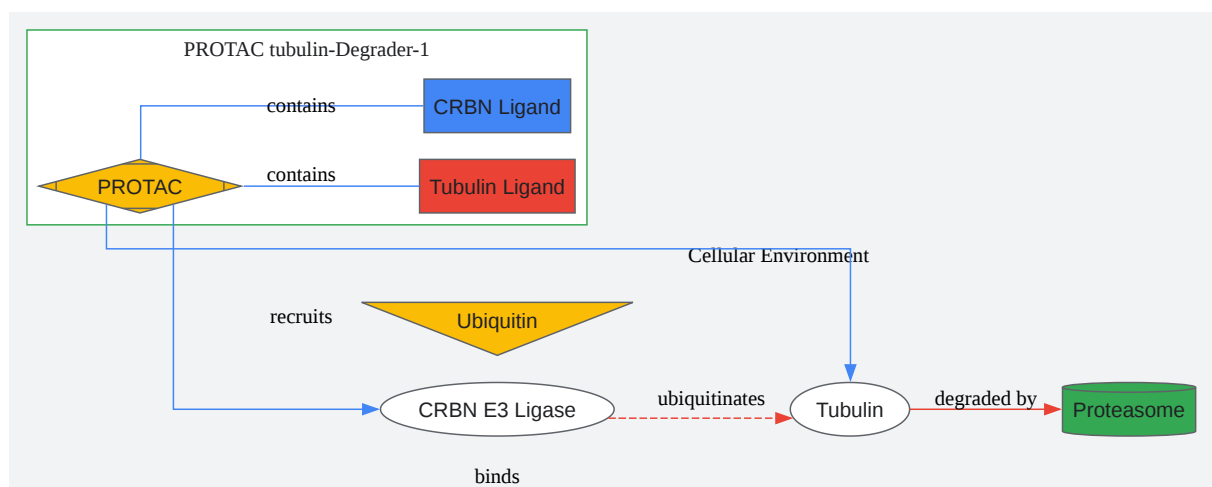 PROTAC tubulin-Degrader-1
contains
CRBN Ligand
PROTAC
contains
Tubulin Ligand
Cellular Environment
recruits
Ubiquitin
CRBN E3 Ligase
ubiquitinates
Tubulin
degraded by
Proteasome
binds